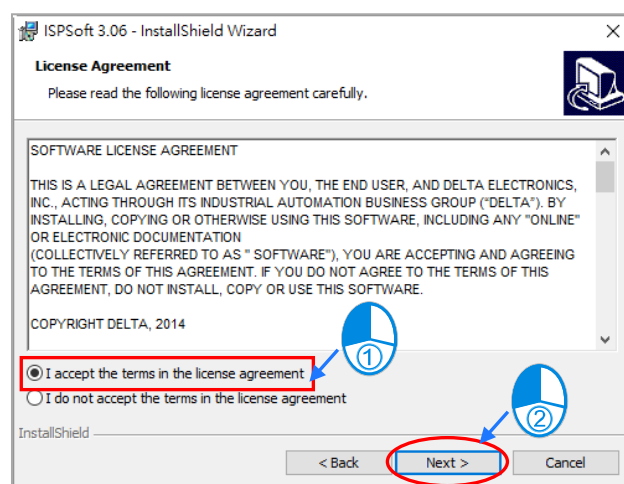 ISPSoft 3.06 - InstallShield Wizard
License Agreement
Please read the following license agreement carefully.
SOFTWARE LICENSE AGREEMENT
THIS IS A LEGAL AGREEMENT BETWEEN YOU, THE END USER, AND DELTA ELECTRONICS,
INC., ACTING THROUGH ITS INDUSTRIAL AUTOMATION BUSINESS GROUP ("DELTA"). BY
INSTALLING, COPYING OR OTHERWISE USING THIS SOFTWARE, INCLUDING ANY "ONLINE"
OR ELECTRONIC DOCUMENTATION
(COLLECTIVELY REFERRED TO AS " SOFTWARE"), YOU ARE ACCEPTING AND AGREEING
TO THE TERMS OF THIS AGREEMENT. IF YOU DO NOT AGREE TO THE TERMS OF THIS
AGREEMENT, DO NOT INSTALL, COPY OR USE THIS SOFTWARE.
COPYRIGHT DELTA, 2014
①
I accept the terms in the license agreement
I do not accept the terms in the license agreement
②
InstallShield
< Back
Next >
Cancel